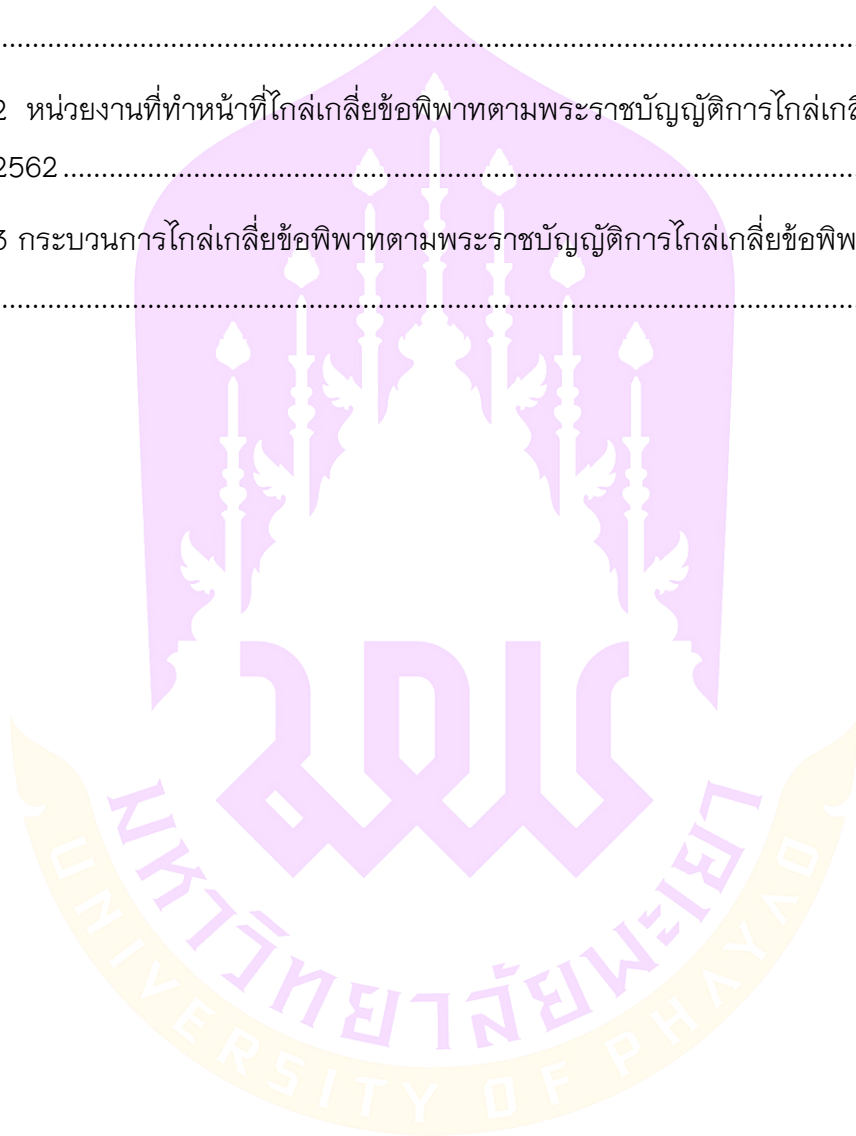 ....................................................................................................................................
2 หน่วยงานที่ทำหน้าที่ไกล่เกลี่ยข้อพิพาทตามพระราชบัญญัติการไกล่เกลี่
2562....................................................................................................................
3 กระบวนการไกล่เกลี่ยข้อพิพาทตามพระราชบัญญัติการไกล่เกลี่ยข้อพิพ
....................................................................................................................................
มพ
มหาวิทยาลัยพะเยา
UNIVERSITY OF PHAYAO